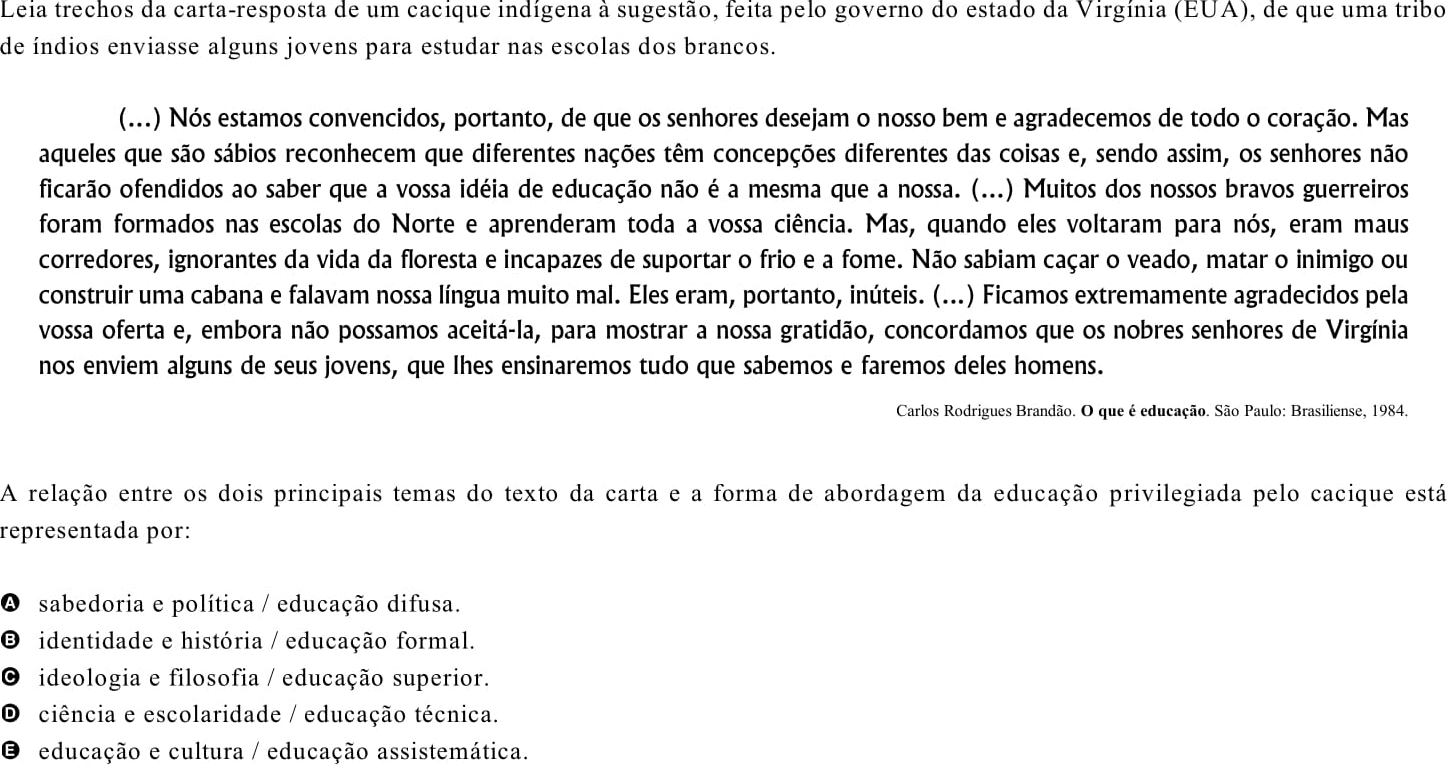 Leia trechos da carta-resposta de um cacique indígena à sugestão, feita pelo governo do estado da Virgínia (EUA), de que uma tribo
de índios enviasse alguns jovens para estudar nas escolas dos brancos.
(...) Nós estamos convencidos, portanto, de que os senhores desejam o nosso bem e agradecemos de todo o coração. Mas
aqueles que são sábios reconhecem que diferentes nações têm concepções diferentes das coisas e, sendo assim, os senhores não
ficarão ofendidos ao saber que a vossa idéia de educação não é a mesma que a nossa. (...) Muitos dos nossos bravos guerreiros
foram formados nas escolas do Norte e aprenderam toda a vossa ciência. Mas, quando eles voltaram para nós, eram maus
corredores, ignorantes da vida da floresta e incapazes de suportar o frio e a fome. Não sabiam caçar o veado, matar o inimigo ou
construir uma cabana e falavam nossa língua muito mal. Eles eram, portanto, inúteis. (...) Ficamos extremamente agradecidos pela
vossa oferta e, embora não possamos aceitá-la, para mostrar a nossa gratidão, concordamos que os nobres senhores de Virgínia
nos enviem alguns de seus jovens, que lhes ensinaremos tudo que sabemos e faremos deles homens.
Carlos Rodrigues Brandão. O que é educação. São Paulo: Brasiliense, 1984.
A relação entre os dois principais temas do texto da carta e a forma de abordagem da educação privilegiada pelo cacique está
representada por:
A sabedoria e política / educação difusa.
B identidade e história / educação formal.
C ideologia e filosofia / educação superior.
D ciência e escolaridade / educação técnica.
E educação e cultura / educação assistemática.